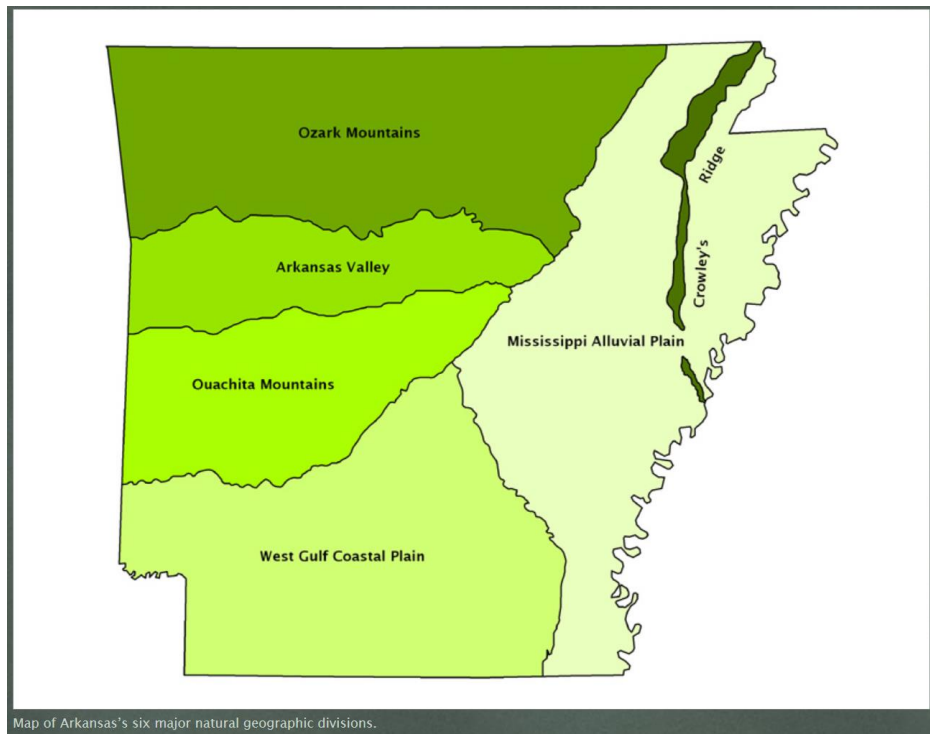 Ozark Mountains
Ridge
Arkansas Valley
Crowley's
Mississippi Alluvial Plain
Ouachita Mountains
West Gulf Coastal Plain
Map of Arkansas's six major natural geographic divisions.